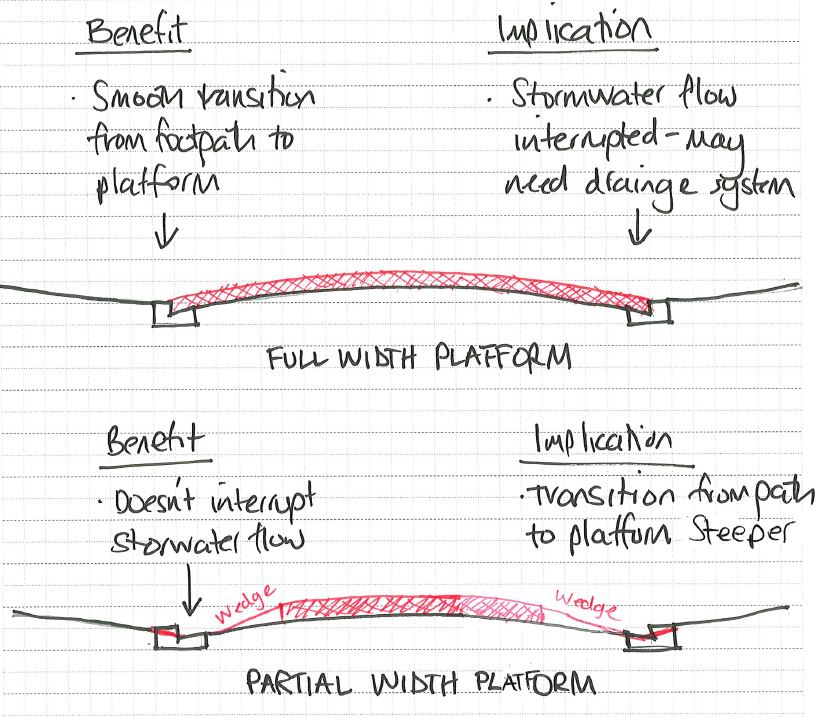 Benefit
· Smooth transition
from footpath to
platform
Implication
· Stormwater flow
interrupted - may
need drainge system
FULL WIDTH PLATFORM
Benefit
· Doesn't interrupt
storwater flow
Implication
· Transition from path
to platform steeper
Wedge
Wedge
PARTIAL WIDTH PLATFORM